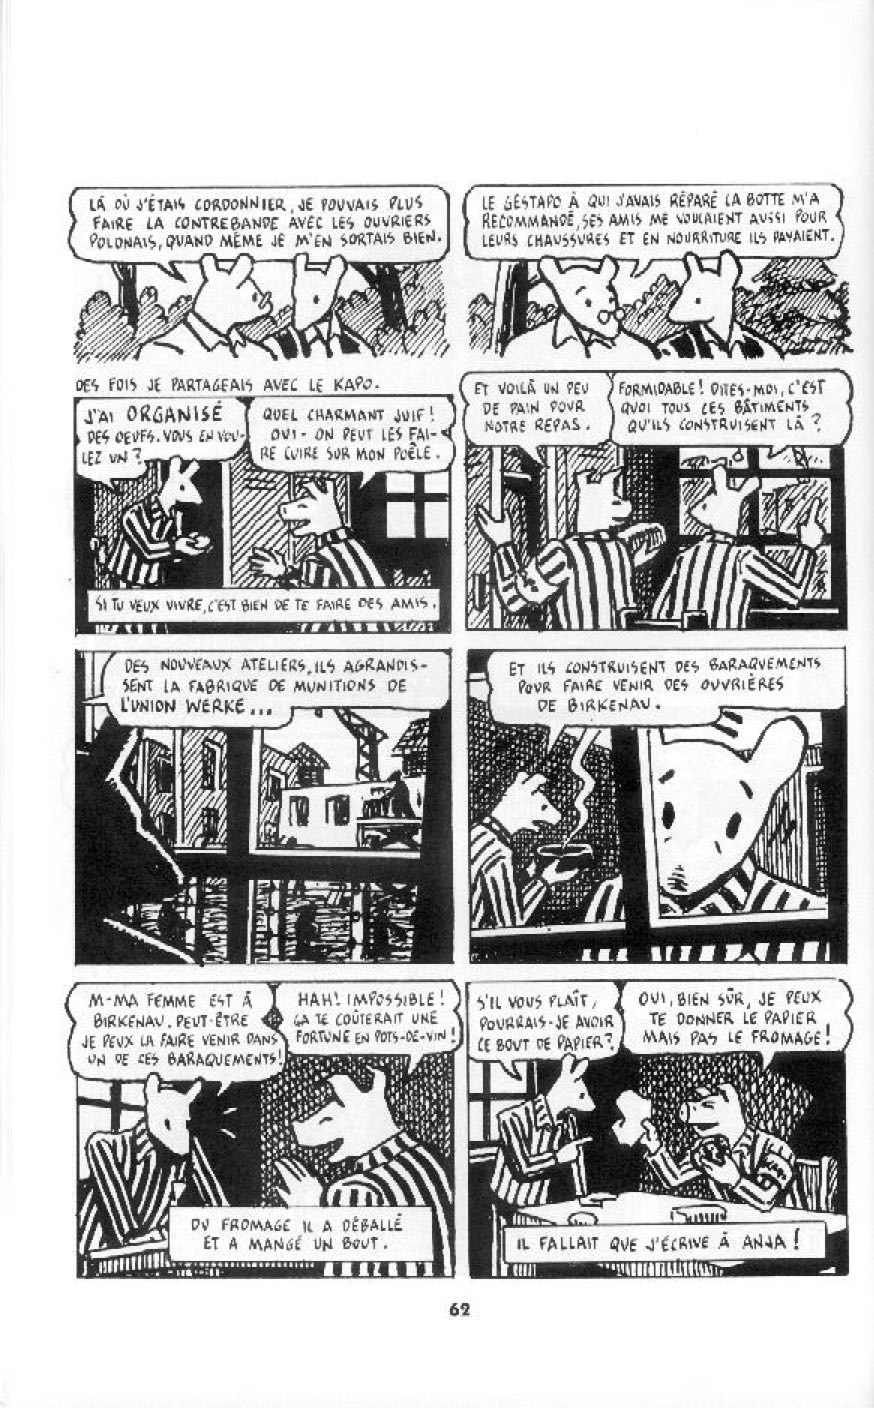 LÀ OÙ J'ÉTAIS CORDONNIER, JE POUVAIS PLUS
FAIRE LA CONTREBANDE AVEC LES OUVRIERS
POLONAIS, QUAND MÊME JE M'EN SORTAIS BIEN.
LE GESTAPO À QUI J'AVAIS RÉPARÉ LA BOTTE M'A
RECOMMANDÉ, SES AMIS ME VOULAIENT AUSSI POUR
LEURS CHAUSSURES ET EN NOURRITURE ILS PAYAIENT.
DES FOIS JE PARTAGEAIS AVEC LE KAPO.
J'AI ORGANISÉ
DES OEUFS. VOUS EN VOU-
LEZ UN ?
QUEL CHARMANT JUIF !
OUI - ON PEUT LES FAI-
RE CUIRE SUR MON POÊLE.
SI TU VEUX VIVRE, C'EST BIEN DE TE FAIRE DES AMIS.
ET VOILÀ UN PEU
DE PAIN POUR
NOTRE REPAS.
FORMIDABLE ! DITES-MOI, C'EST
QUOI TOUS CES BÂTIMENTS
QU'ILS CONSTRUISENT LÀ ?
DES NOUVEAUX ATELIERS, ILS AGRANDIS-
SENT LA FABRIQUE DE MUNITIONS DE
L'UNION WERKE...
ET ILS CONSTRUISENT DES BARAQUEMENTS
POUR FAIRE VENIR DES OUVRIÈRES
DE BIRKENAU.
M-MA FEMME EST À
BIRKENAU. PEUT-ÊTRE
JE PEUX LA FAIRE VENIR DANS
UN DE CES BARAQUEMENTS !
HAH ! IMPOSSIBLE !
ÇA TE COÛTERAIT UNE
FORTUNE EN POTS-DE-VIN !
DU FROMAGE IL A DÉBALLÉ
ET A MANGÉ UN BOUT.
S'IL VOUS PLAÎT,
POURRAIS-JE AVOIR
CE BOUT DE PAPIER ?
OUI, BIEN SÛR, JE PEUX
TE DONNER LE PAPIER
MAIS PAS LE FROMAGE !
IL FALLAIT QUE J'ÉCRIVE À ANJA !
62